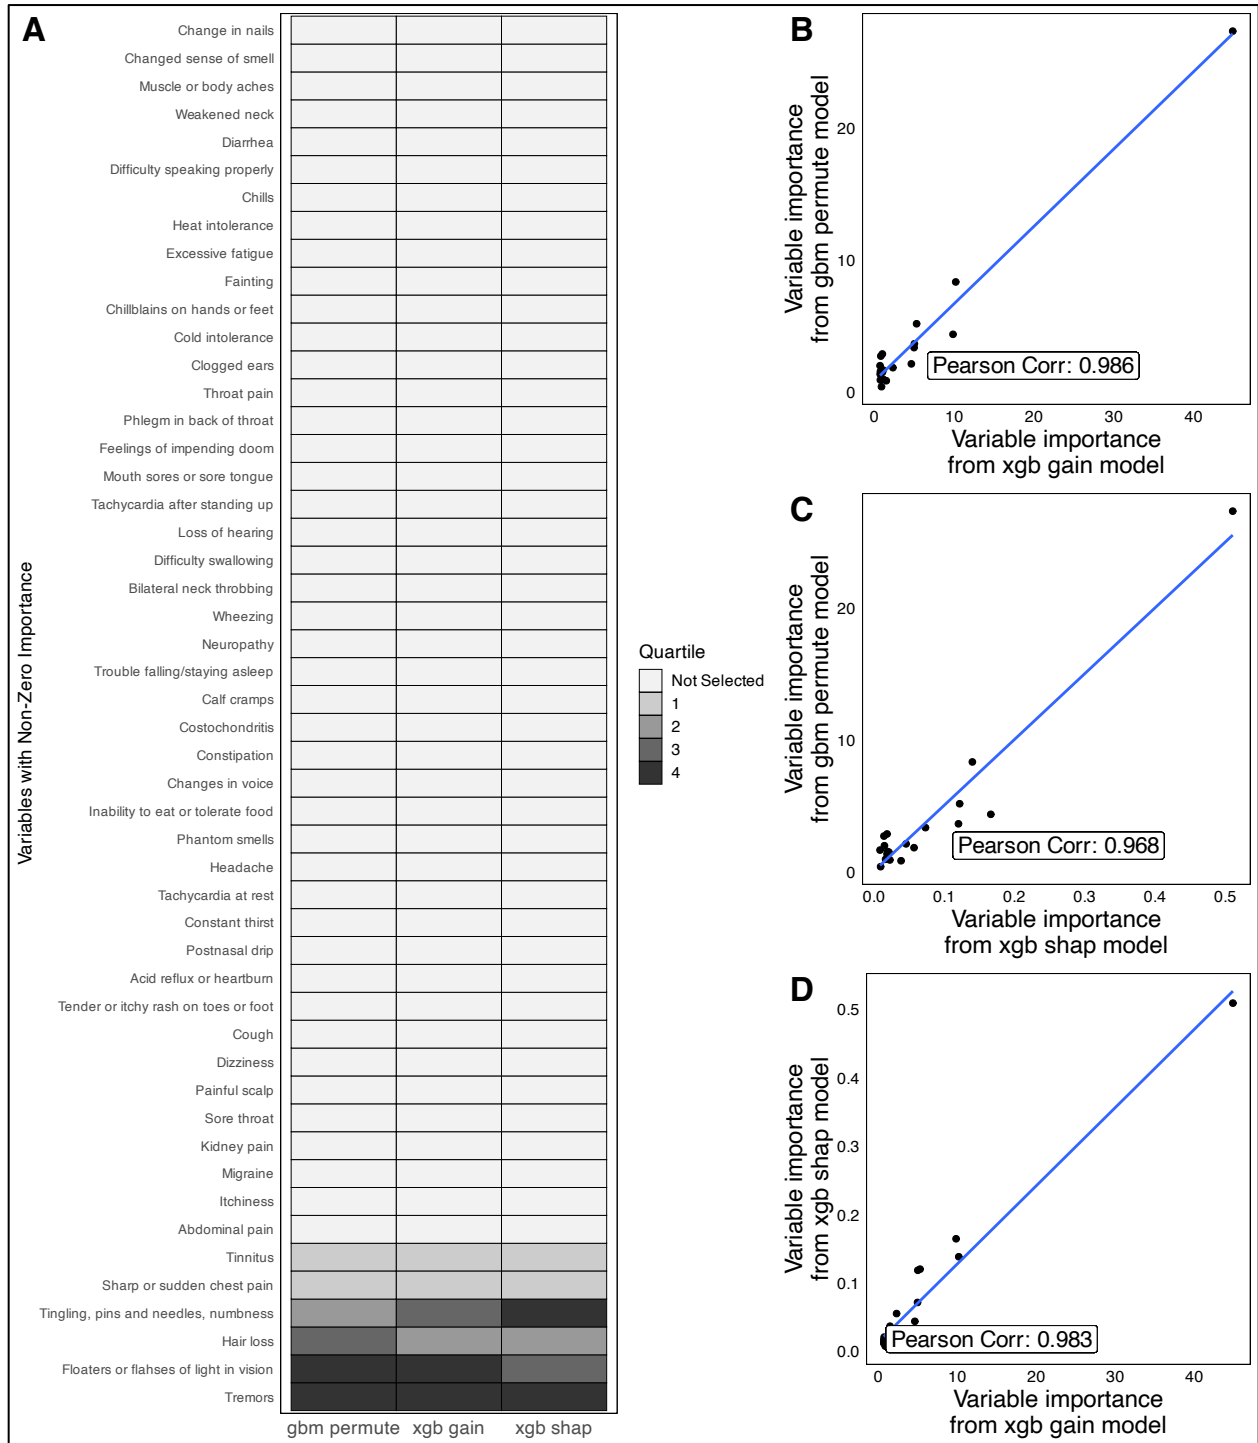 A
Variables with Non-Zero Importance
Change in nails
Changed sense of smell
Muscle or body aches
Weakened neck
Diarrhea
Difficulty speaking properly
Chills
Heat intolerance
Excessive fatigue
Fainting
Chillblains on hands or feet
Cold intolerance
Clogged ears
Throat pain
Phlegm in back of throat
Feelings of impending doom
Mouth sores or sore tongue
Tachycardia after standing up
Loss of hearing
Difficulty swallowing
Bilateral neck throbbing
Wheezing
Neuropathy
Trouble falling/staying asleep
Calf cramps
Costochondritis
Constipation
Changes in voice
Inability to eat or tolerate food
Phantom smells
Headache
Tachycardia at rest
Constant thirst
Postnasal drip
Acid reflux or heartburn
Tender or itchy rash on toes or foot
Cough
Dizziness
Painful scalp
Sore throat
Kidney pain
Migraine
Itchiness
Abdominal pain
Tinnitus
Sharp or sudden chest pain
Tingling, pins and needles, numbness
Hair loss
Floaters or flahses of light in vision
Tremors
gbm permute xgb gain xgb shap
Quartile
Not Selected
1
2
3
4
B
Variable importance
from gbm permute model
20
10
0
Pearson Corr: 0.986
0 10 20 30 40
Variable importance
from xgb gain model
C
Variable importance
from gbm permute model
20
10
0
Pearson Corr: 0.968
0.0 0.1 0.2 0.3 0.4 0.5
Variable importance
from xgb shap model
D
Variable importance
from xgb shap model
0.5
0.4
0.3
0.2
0.1
0.0
Pearson Corr: 0.983
0 10 20 30 40
Variable importance
from xgb gain model